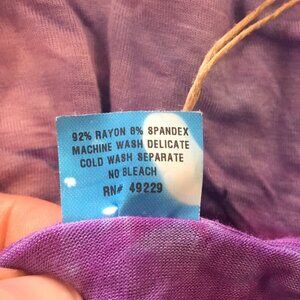 92% RAYON 8% SPANDEX
MACHINE WASH DELICATE
COLD WASH SEPARATE
NO BLEACH
RN# 49229